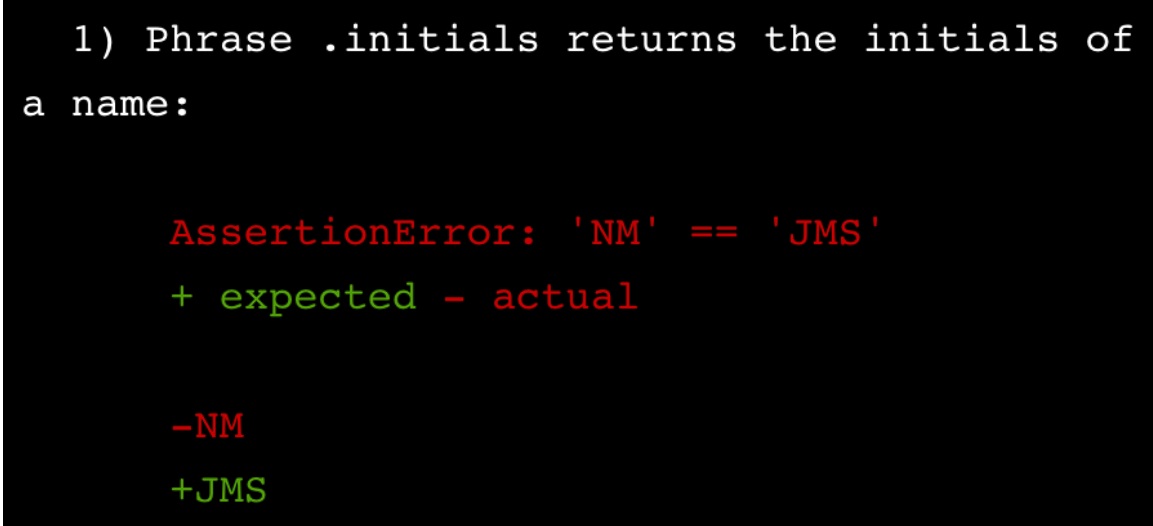 1) Phrase .initials returns the initials of
a name:
AssertionError: 'NM' == 'JMS'
+ expected - actual
-NM
+JMS